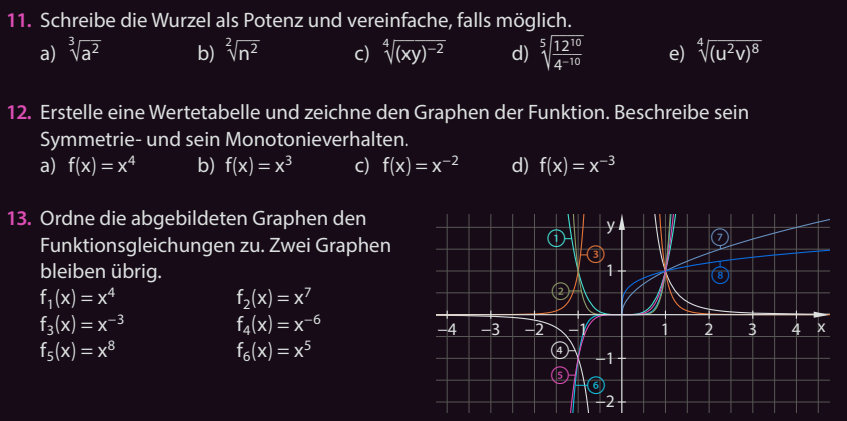 11. Schreibe die Wurzel als Potenz und vereinfache, falls möglich.
a) ∛a² b) ²√n² c) ⁴√(xy)⁻² d) ⁵√(12¹⁰/4⁻¹⁰) e) ⁴√(u²v)⁸
12. Erstelle eine Wertetabelle und zeichne den Graphen der Funktion. Beschreibe sein
Symmetrie- und sein Monotonieverhalten.
a) f(x) = x⁴ b) f(x) = x³ c) f(x) = x⁻² d) f(x) = x⁻³
13. Ordne die abgebildeten Graphen den
Funktionsgleichungen zu. Zwei Graphen
bleiben übrig.
f₁(x) = x⁴ f₂(x) = x⁷
f₃(x) = x⁻³ f₄(x) = x⁻⁶
f₅(x) = x⁸ f₆(x) = x⁵
y
1 3 7
8
2 1
−4 −3 −2 −1 1 2 3 4 x
4 −1
5 6
−2